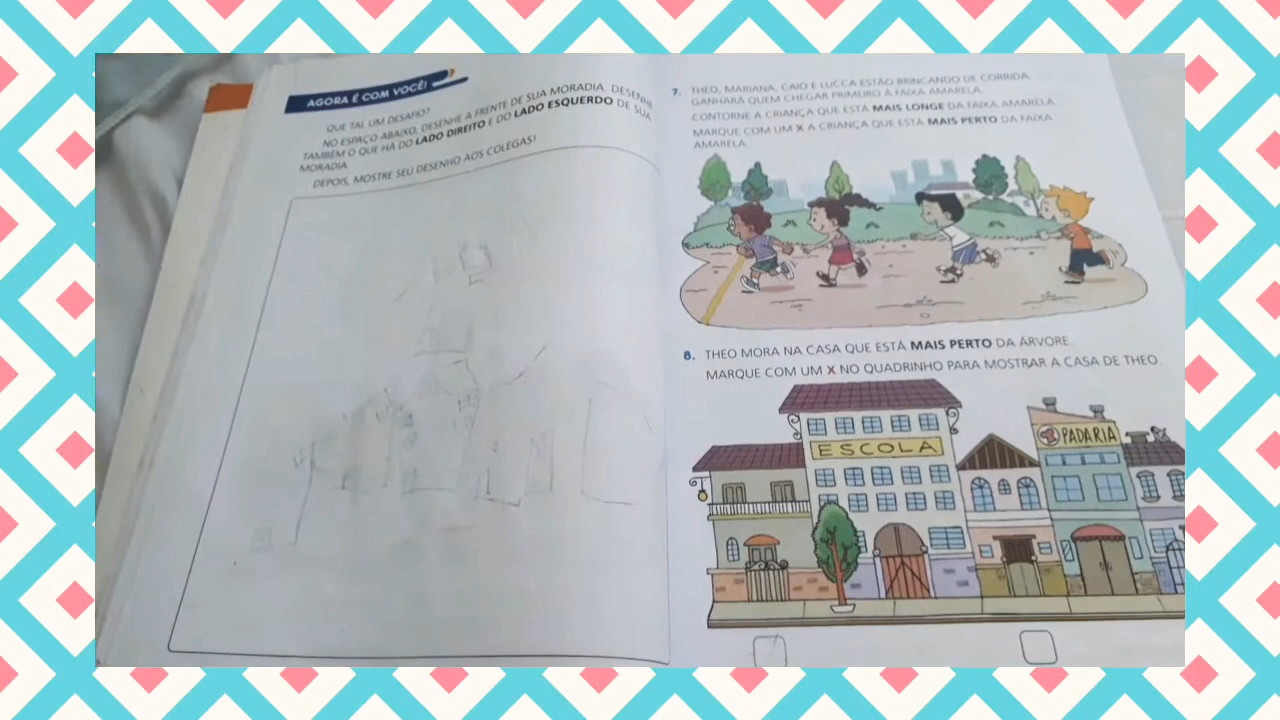 AGORA É COM VOCÊ!
QUE TAL UM DESAFIO?
NO ESPAÇO ABAIXO, DESENHE A FRENTE DE SUA MORADIA. DESENHE
TAMBÉM O QUE HÁ DO LADO DIREITO E DO LADO ESQUERDO DE SUA
MORADIA.
DEPOIS, MOSTRE SEU DESENHO AOS COLEGAS!
7. THEO, MARIANA, CAIO E LUCCA ESTÃO BRINCANDO DE CORRIDA.
GANHARÁ QUEM CHEGAR PRIMEIRO À FAIXA AMARELA.
CONTORNE A CRIANÇA QUE ESTÁ MAIS LONGE DA FAIXA AMARELA.
MARQUE COM UM X A CRIANÇA QUE ESTÁ MAIS PERTO DA FAIXA
AMARELA.
8. THEO MORA NA CASA QUE ESTÁ MAIS PERTO DA ÁRVORE.
MARQUE COM UM X NO QUADRINHO PARA MOSTRAR A CASA DE THEO.
ESCOLA
PADARIA